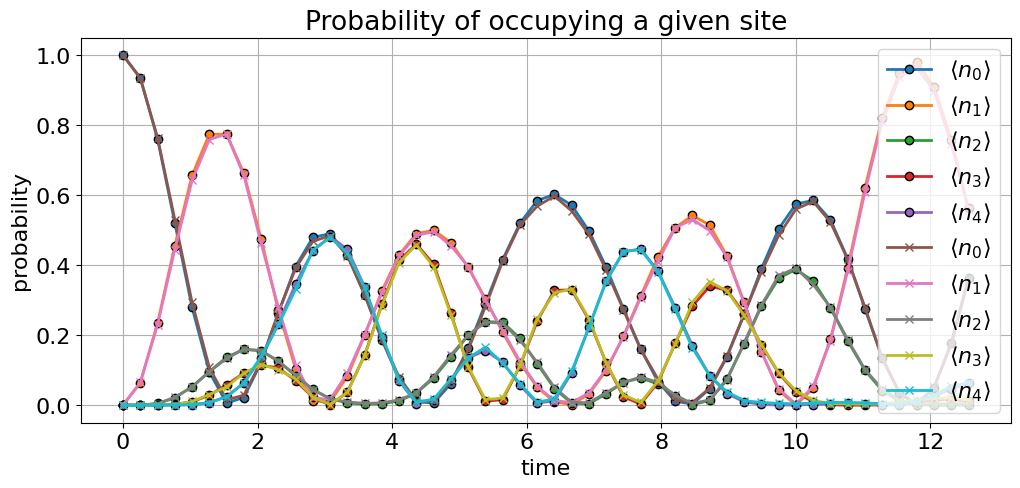 Probability of occupying a given site
probability
1.0
0.8
0.6
0.4
0.2
0.0
0 2 4 6 8 10 12
time
⟨n₀⟩
⟨n₁⟩
⟨n₂⟩
⟨n₃⟩
⟨n₄⟩
⟨n₀⟩
⟨n₁⟩
⟨n₂⟩
⟨n₃⟩
⟨n₄⟩